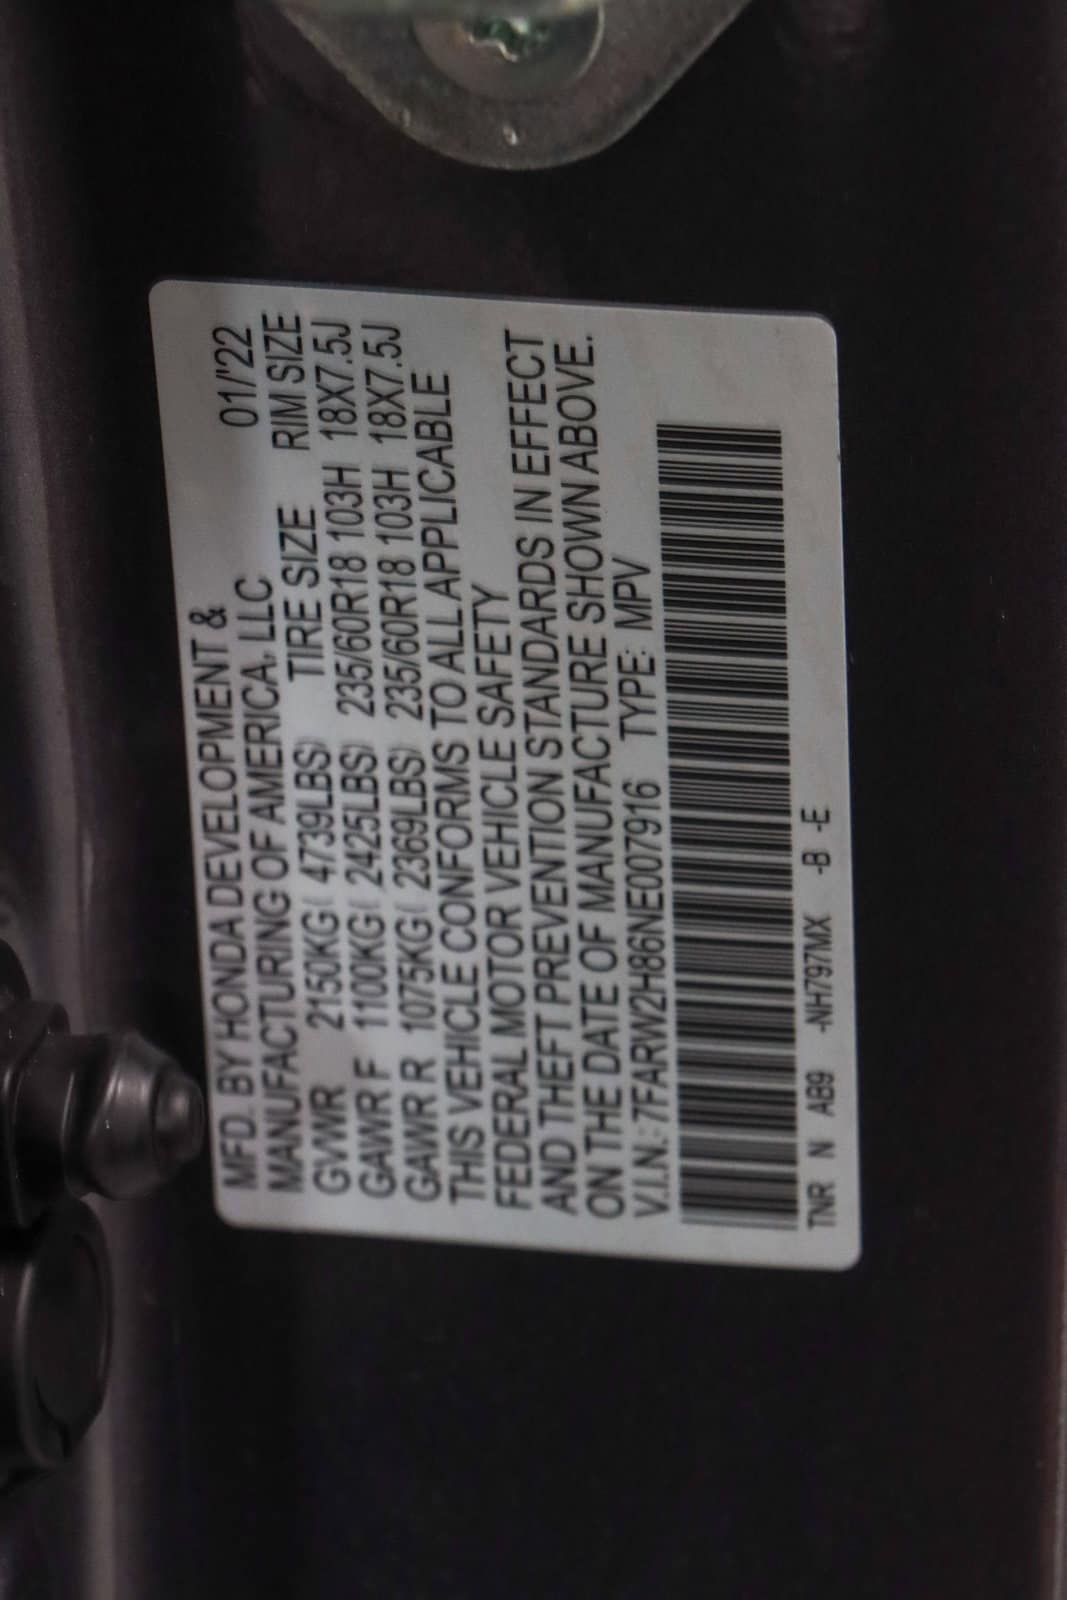 MFD. BY HONDA DEVELOPMENT &
MANUFACTURING OF AMERICA, LLC 01/'22
TIRE SIZE RIM SIZE
GVWR 2150KG( 4739LBS) 235/60R18 103H 18X7.5J
GAWR F 1100KG( 2425LBS) 235/60R18 103H 18X7.5J
GAWR R 1075KG( 2369LBS)
THIS VEHICLE CONFORMS TO ALL APPLICABLE
FEDERAL MOTOR VEHICLE SAFETY
AND THEFT PREVENTION STANDARDS IN EFFECT
ON THE DATE OF MANUFACTURE SHOWN ABOVE.
V.I.N.: 7FARW2H86NE007916 TYPE: MPV
TNR N AB9 -NH797MX -B -E